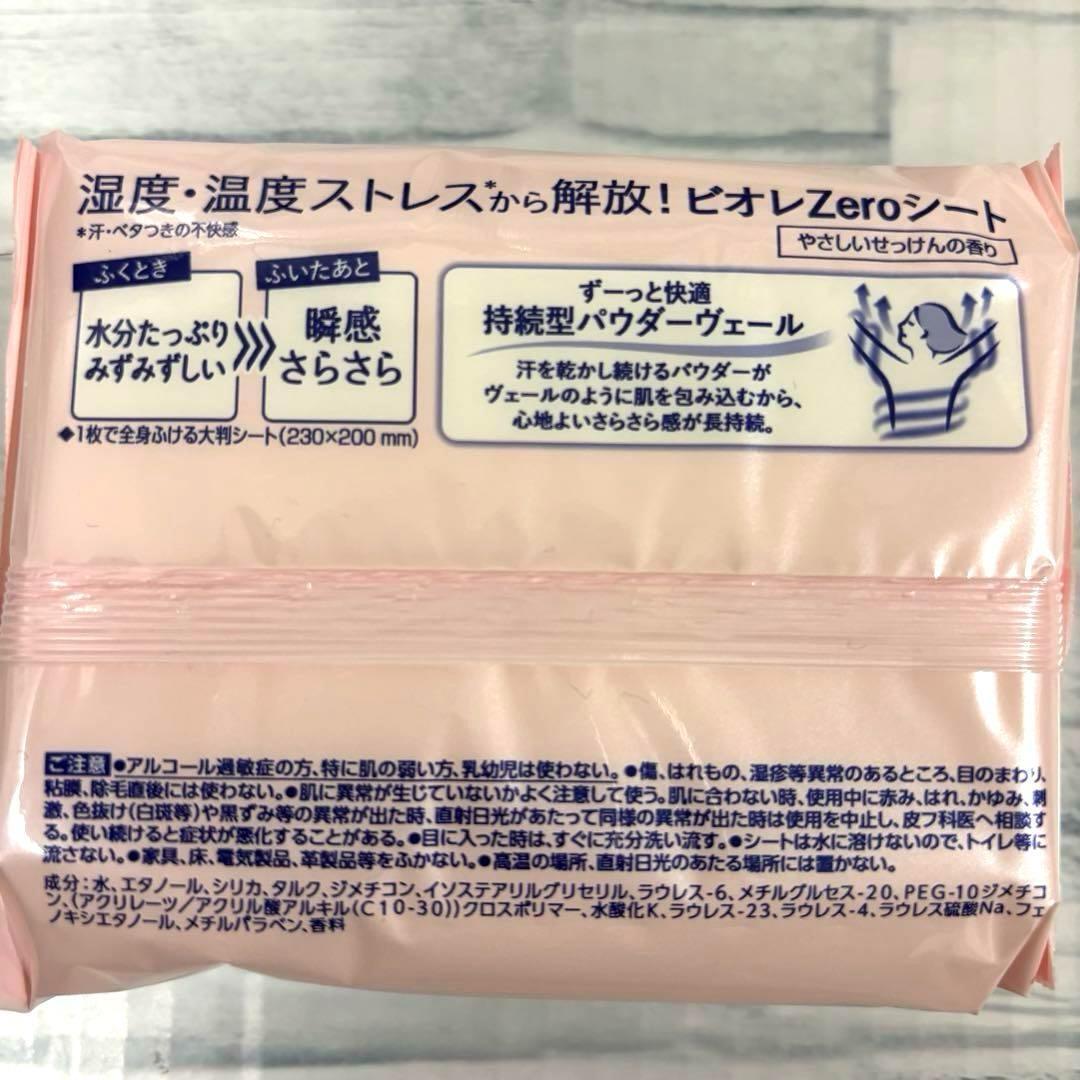 湿度・温度ストレス*から解放！ビオレZeroシート
*汗・ベタつきの不快感
やさしいせっけんの香り
ふくとき
水分たっぷり
みずみずしい
ふいたあと
瞬感
さらさら
◆1枚で全身ふける大判シート(230×200 mm)
ずーっと快適
持続型パウダーヴェール
汗を乾かし続けるパウダーが
ヴェールのように肌を包み込むから、
心地よいさらさら感が長持続。
ご注意 ●アルコール過敏症の方、特に肌の弱い方、乳幼児は使わない。●傷、はれもの、湿疹等異常のあるところ、目のまわり、
粘膜、除毛直後には使わない。●肌に異常が生じていないかよく注意して使う。肌に合わない時、使用中に赤み、はれ、かゆみ、刺
激、色抜け(白斑等)や黒ずみ等の異常が出た時、直射日光があたって同様の異常が出た時は使用を中止し、皮フ科医へ相談す
る。使い続けると症状が悪化することがある。●目に入った時は、すぐに充分洗い流す。●シートは水に溶けないので、トイレ等に
流さない。●家具、床、電気製品、革製品等をふかない。●高温の場所、直射日光のあたる場所には置かない。
成分：水、エタノール、シリカ、タルク、ジメチコン、イソステアリルグリセリル、ラウレス-6、メチルグルセス-20、PEG-10ジメチコ
ン、(アクリレーツ/アクリル酸アルキル(C10-30))クロスポリマー、水酸化K、ラウレス-23、ラウレス-4、ラウレス硫酸Na、フェ
ノキシエタノール、メチルパラベン、香料